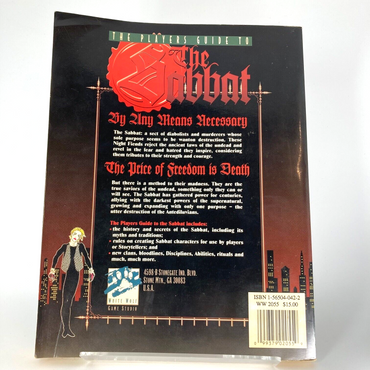 THE PLAYERS GUIDE TO
The
Sabbat
By Any Means Necessary
The Sabbat: a sect of diabolists and murderers whose
sole purpose seems to be wanton destruction. These
Night Fiends reject the ancient laws of the undead and
revel in the fear and hatred they inspire, considering
them tributes to their strength and courage.
The Price of Freedom is Death
But there is a method to their madness. They are the
true saviors of the undead, something only they can or
will see. The Sabbat has gathered power for centuries,
allying with the darkest powers of the supernatural,
growing and expanding with only one purpose – the
utter destruction of the Antediluvians.
The Players Guide to the Sabbat includes:
• the history and secrets of the Sabbat, including its
myths and traditions;
• rules on creating Sabbat characters for use by players
or Storytellers; and
• new clans, bloodlines, Disciplines, Abilities, rituals and
much, much more.
WHITE WOLF
GAME STUDIO
4598-B STONEGATE IND. BLVD.
STONE MTN., GA 30083
U.S.A.
ISBN 1-56504-042-2
WW 2055 $15.00